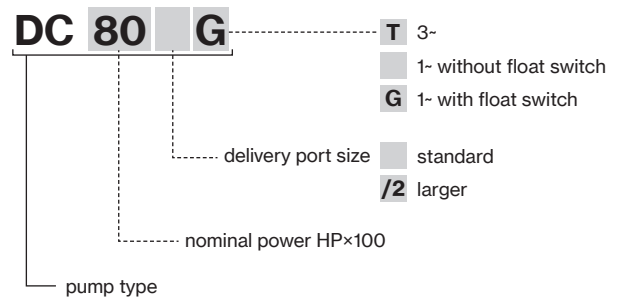 DC 80 G
T 3~
1~ without float switch
G 1~ with float switch
delivery port size standard
/2 larger
nominal power HP×100
pump type